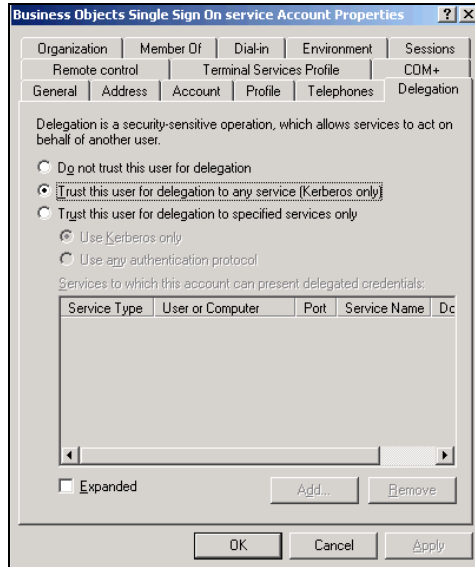 Business Objects Single Sign On service Account Properties
Organization Member Of Dial-in Environment Sessions
Remote control Terminal Services Profile COM+
General Address Account Profile Telephones Delegation
Delegation is a security-sensitive operation, which allows services to act on
behalf of another user.
Do not trust this user for delegation
Trust this user for delegation to any service (Kerberos only)
Trust this user for delegation to specified services only
Use Kerberos only
Use any authentication protocol
Services to which this account can present delegated credentials:
Service Type User or Computer Port Service Name Dc
Expanded Add... Remove
OK Cancel Apply